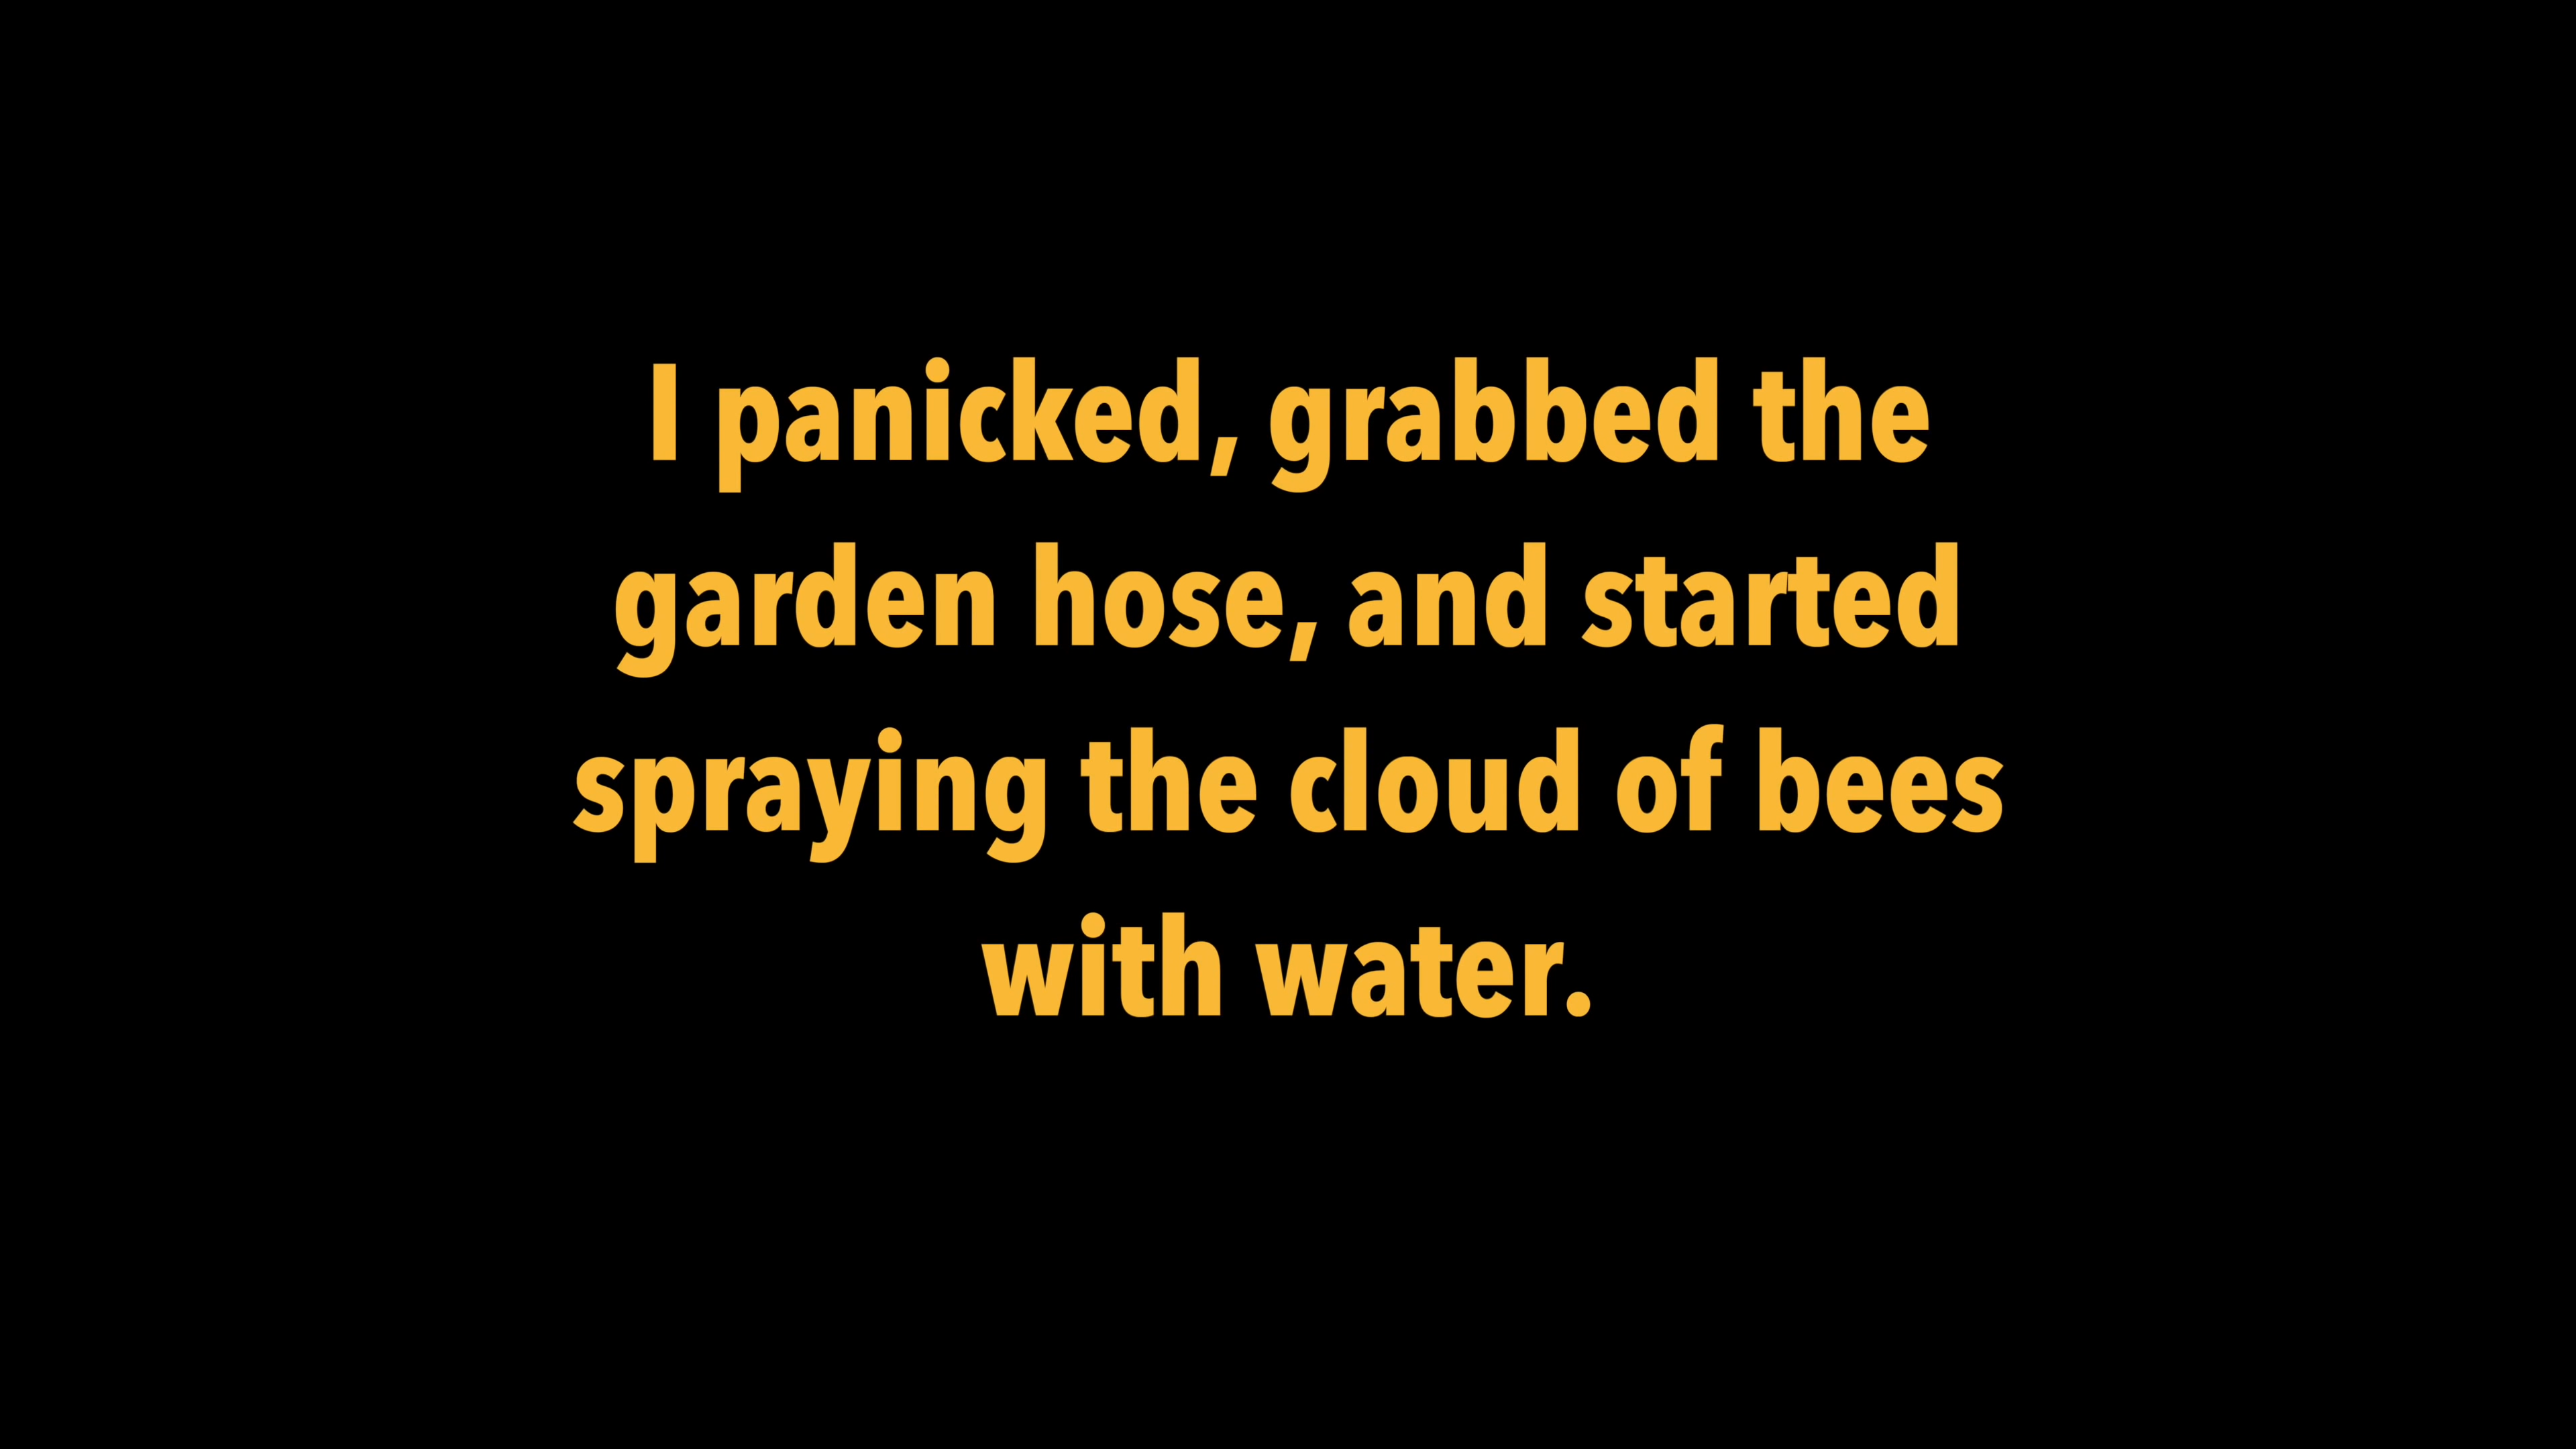 I panicked, grabbed the
garden hose, and started
spraying the cloud of bees
with water.